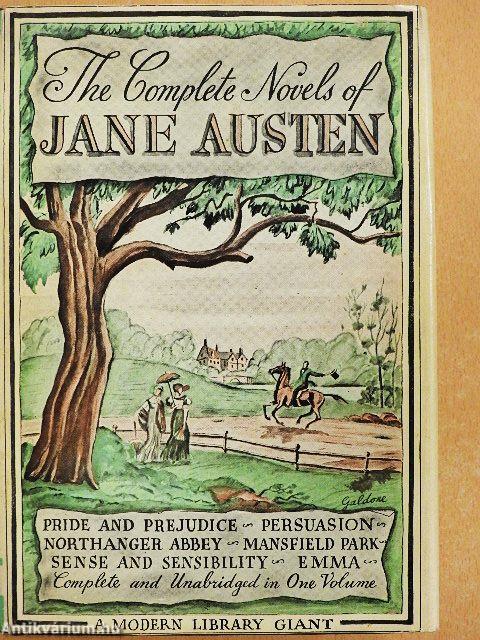 The Complete Novels of
JANE AUSTEN
Galdone
PRIDE AND PREJUDICE ~ PERSUASION ~
NORTHANGER ABBEY ~ MANSFIELD PARK ~
SENSE AND SENSIBILITY ~ EMMA ~
Complete and Unabridged in One Volume
A MODERN LIBRARY GIANT
Antikvárium.hu